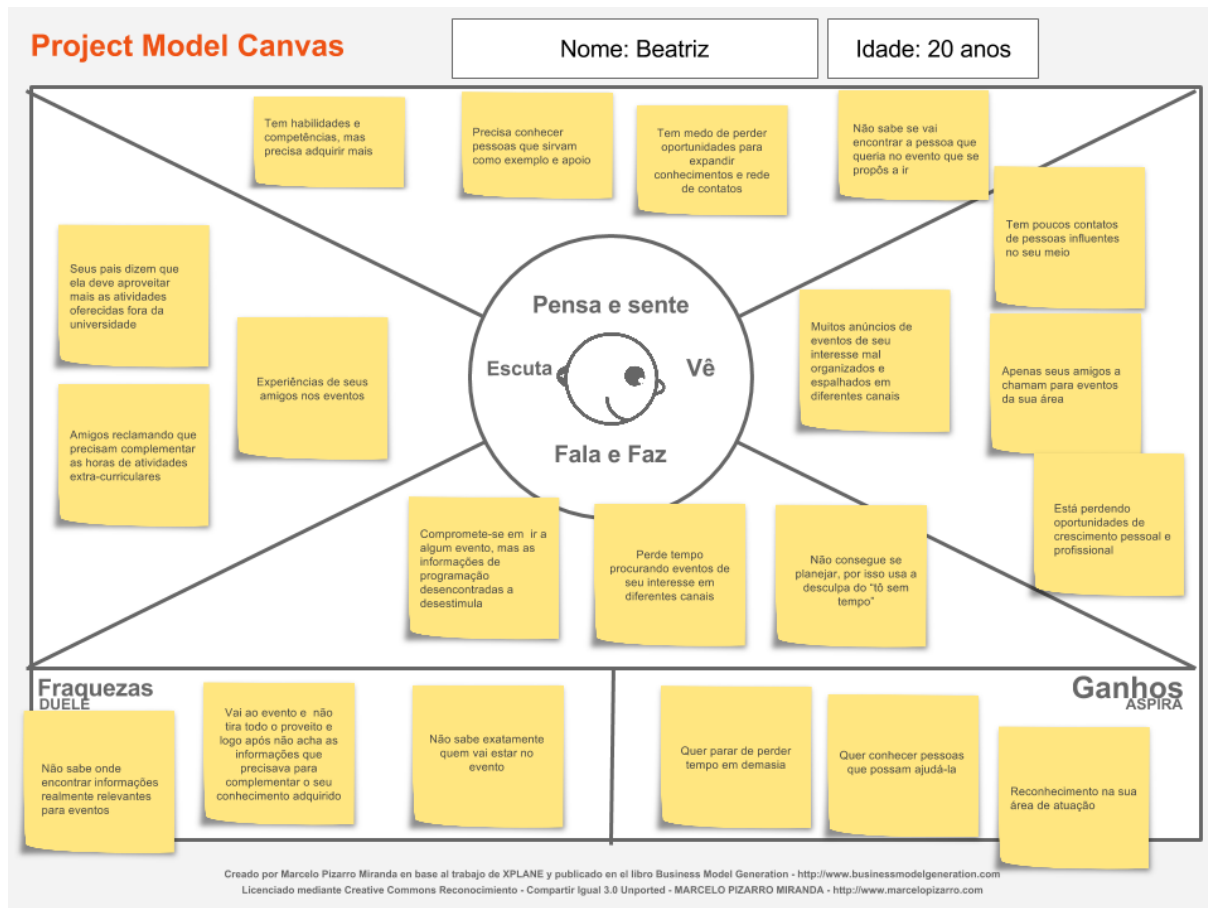 Project Model Canvas
Nome: Beatriz
Idade: 20 anos
Tem habilidades e
competências, mas
precisa adquirir mais
Precisa conhecer
pessoas que sirvam
como exemplo e apoio
Tem medo de perder
oportunidades para
expandir
conhecimentos e rede
de contatos
Não sabe se vai
encontrar a pessoa que
queria no evento que se
propôs a ir
Seus pais dizem que
ela deve aproveitar
mais as atividades
oferecidas fora da
universidade
Experiências de seus
amigos nos eventos
Amigos reclamando que
precisam complementar
as horas de atividades
extra-curriculares
Pensa e sente
Escuta
Vê
Fala e Faz
Tem poucos contatos
de pessoas influentes
no seu meio
Muitos anúncios de
eventos de seu
interesse mal
organizados e
espalhados em
diferentes canais
Apenas seus amigos a
chamam para eventos
da sua área
Está perdendo
oportunidades de
crescimento pessoal e
profissional
Compromete-se em ir a
algum evento, mas as
informações de
programação
desencontradas a
desestimula
Perde tempo
procurando eventos de
seu interesse em
diferentes canais
Não consegue se
planejar, por isso usa a
desculpa do “tô sem
tempo”
Fraquezas
DUELE
Não sabe onde
encontrar informações
realmente relevantes
para eventos
Vai ao evento e não
tira todo o proveito e
logo após não acha as
informações que
precisava para
complementar o seu
conhecimento adquirido
Não sabe exatamente
quem vai estar no
evento
Ganhos
ASPIRA
Quer parar de perder
tempo em demasia
Quer conhecer pessoas
que possam ajudá-la
Reconhecimento na sua
área de atuação
Creado por Marcelo Pizarro Miranda en base al trabajo de XPLANE y publicado en el libro Business Model Generation - http://www.businessmodelgeneration.com
Licenciado mediante Creative Commons Reconocimiento - Compartir Igual 3.0 Unported - MARCELO PIZARRO MIRANDA - http://www.marcelopizarro.com